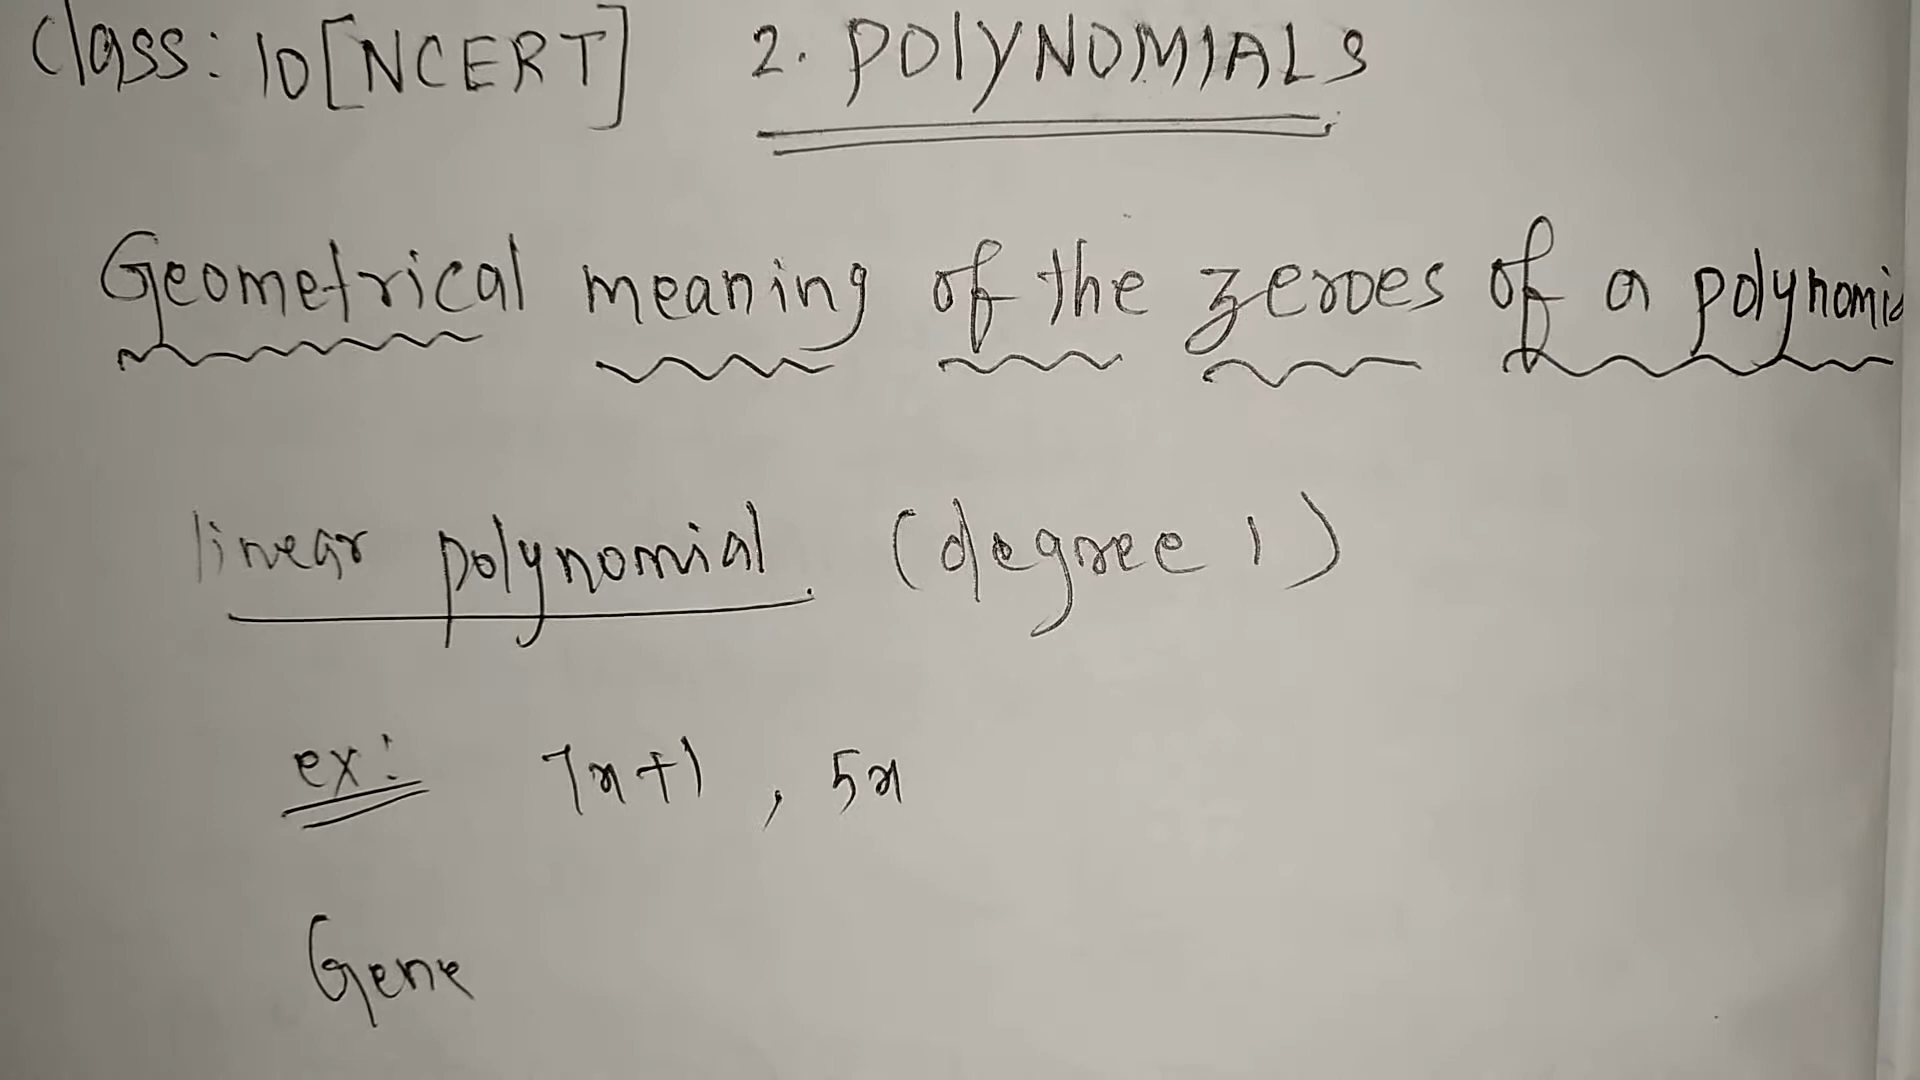 Class: 10 [NCERT] 2. POlYNOMIALS
Geometrical meaning of the zeroes of a polynomia
linear polynomial. (degree 1)
ex: 7x+1, 5x
Gene